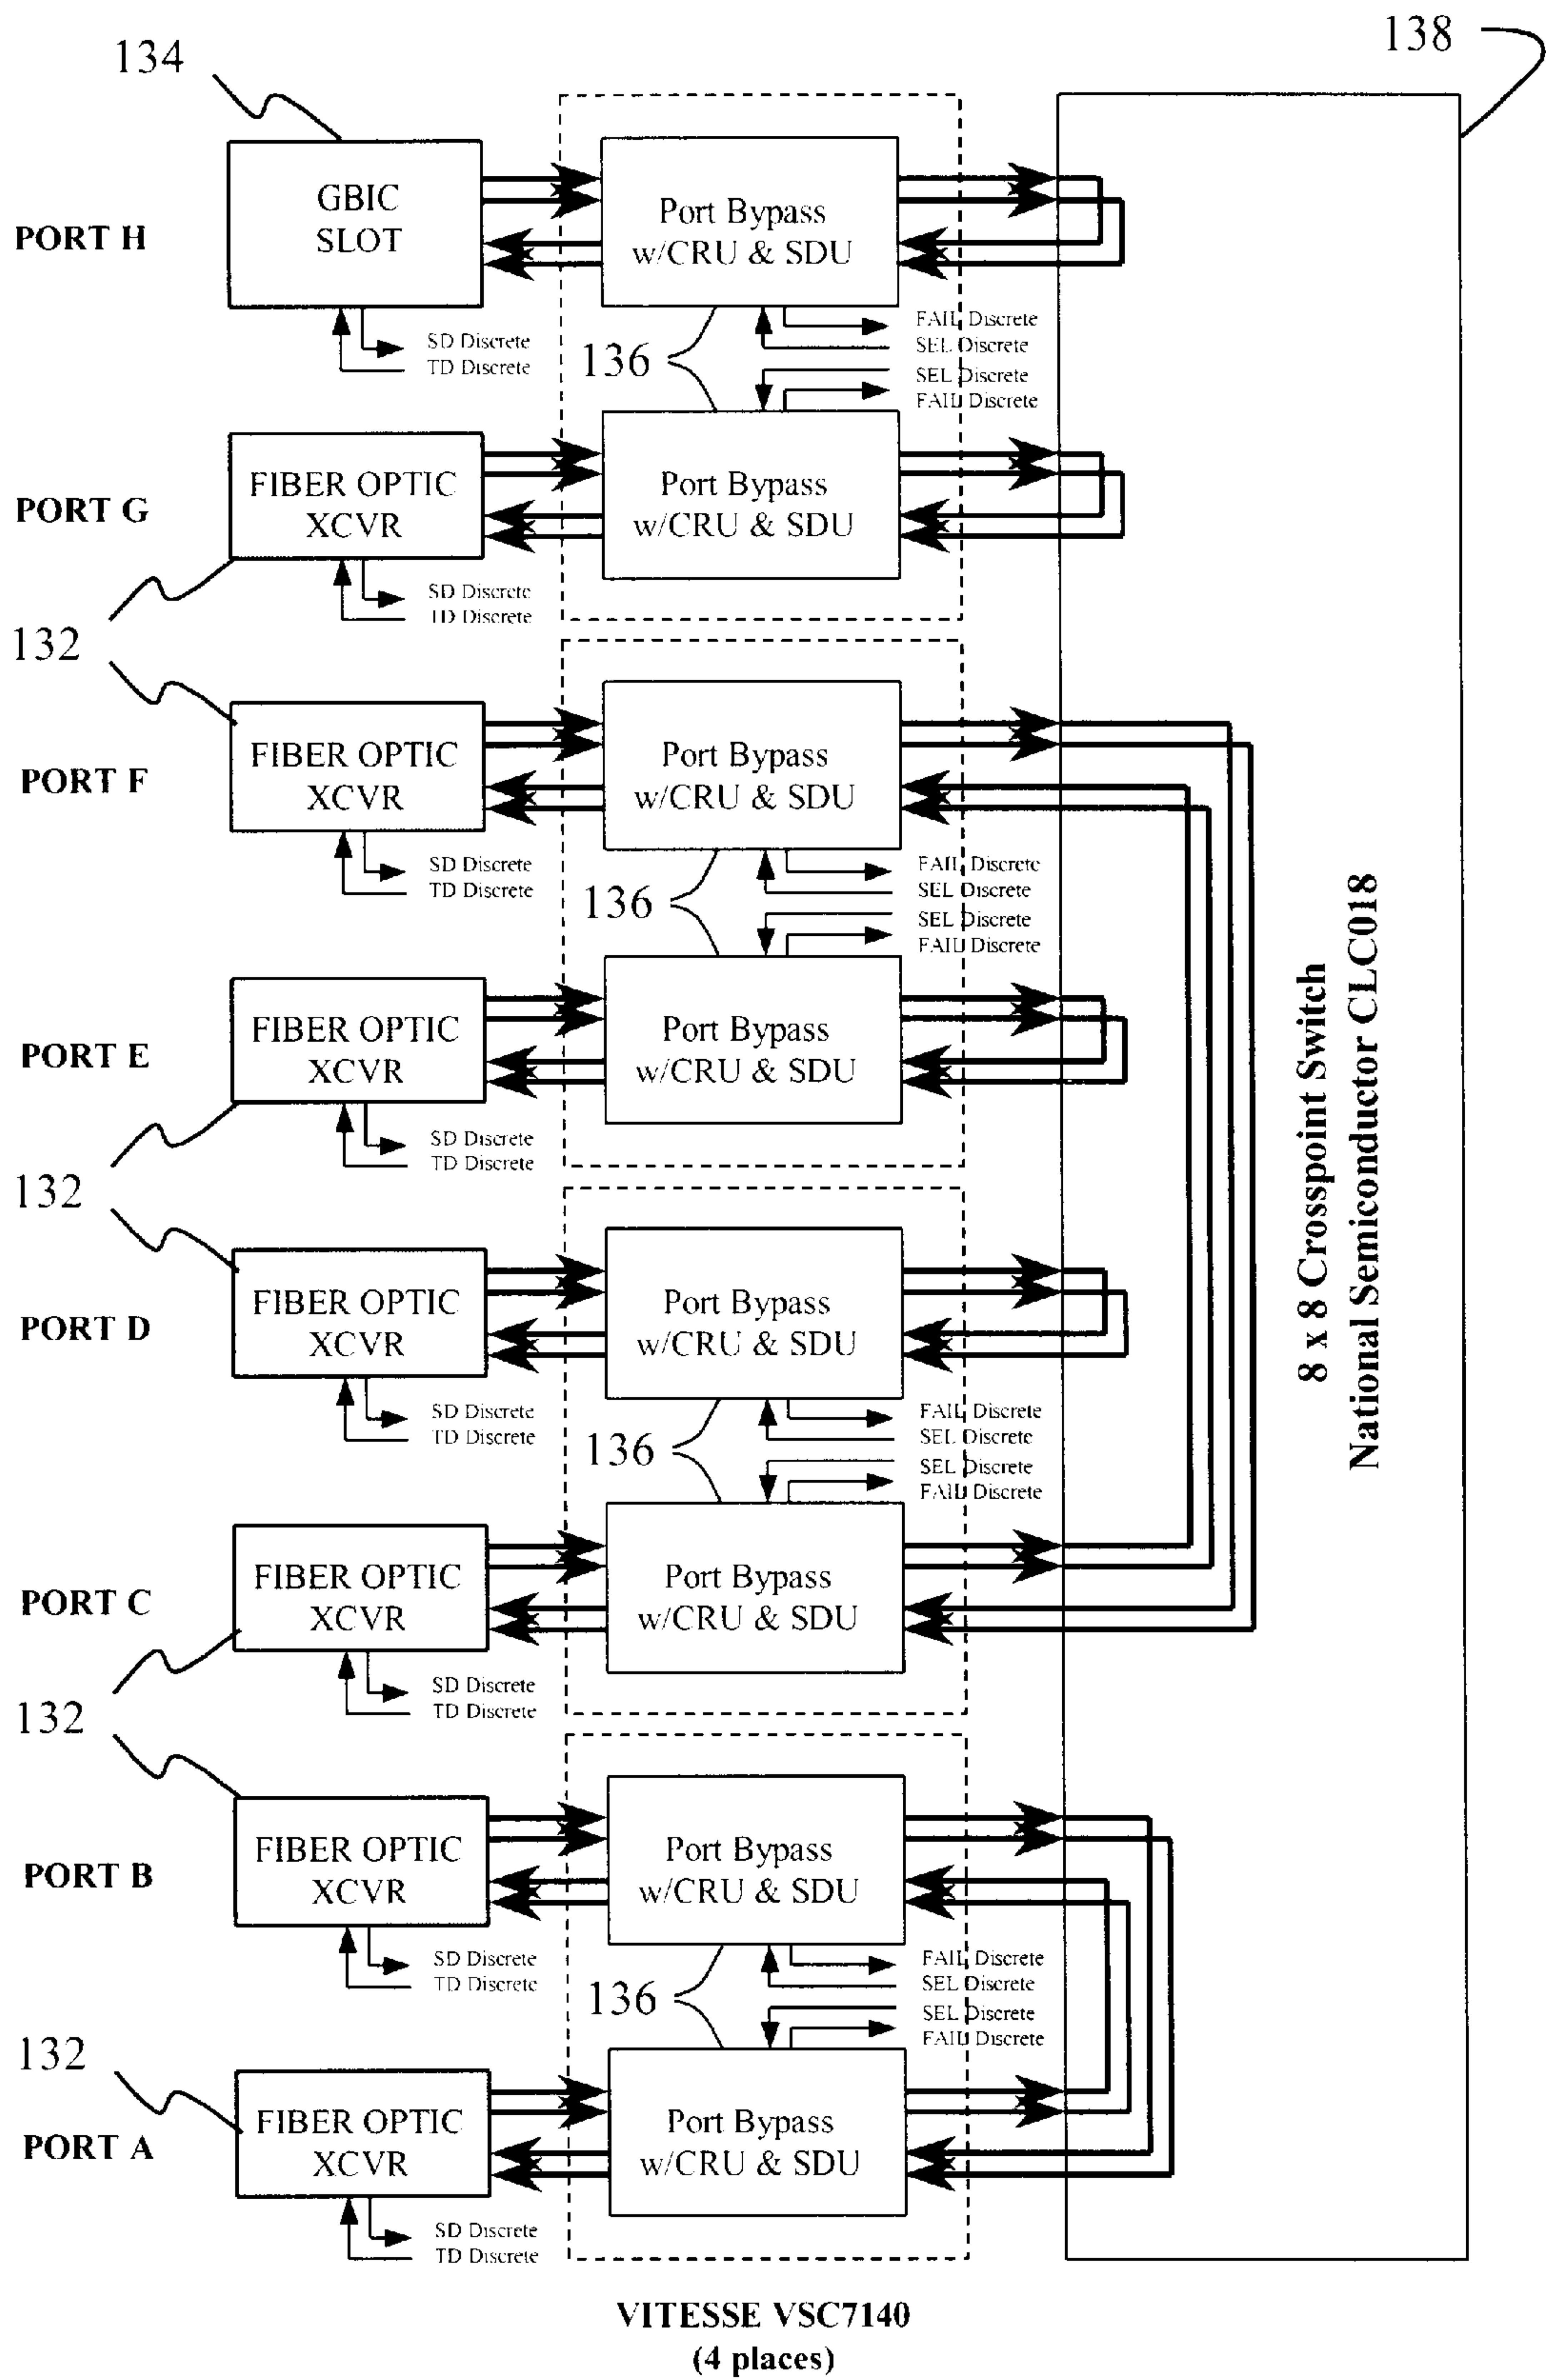 138
134
GBIC
SLOT
Port Bypass
w/CRU & SDU
PORT H
SD Discrete
TD Discrete
136
FAIL Discrete
SEL Discrete
SEL Discrete
FAIL Discrete
FIBER OPTIC
XCVR
Port Bypass
w/CRU & SDU
PORT G
SD Discrete
TD Discrete
132
FIBER OPTIC
XCVR
Port Bypass
w/CRU & SDU
PORT F
SD Discrete
TD Discrete
136
FAIL Discrete
SEL Discrete
SEL Discrete
FAIL Discrete
FIBER OPTIC
XCVR
Port Bypass
w/CRU & SDU
PORT E
SD Discrete
TD Discrete
132
8 x 8 Crosspoint Switch
National Semiconductor CLC018
FIBER OPTIC
XCVR
Port Bypass
w/CRU & SDU
PORT D
SD Discrete
TD Discrete
136
FAIL Discrete
SEL Discrete
SEL Discrete
FAIL Discrete
FIBER OPTIC
XCVR
Port Bypass
w/CRU & SDU
PORT C
SD Discrete
TD Discrete
132
FIBER OPTIC
XCVR
Port Bypass
w/CRU & SDU
PORT B
SD Discrete
TD Discrete
136
FAIL Discrete
SEL Discrete
SEL Discrete
FAIL Discrete
132
FIBER OPTIC
XCVR
Port Bypass
w/CRU & SDU
PORT A
SD Discrete
TD Discrete
VITESSE VSC7140
(4 places)